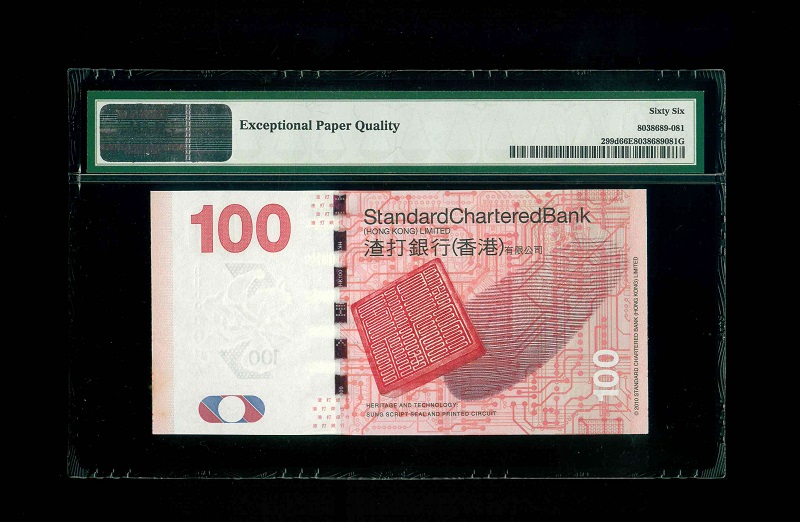 Exceptional Paper Quality
Sixty Six
8038689-081
299d66E8038689081G
100
StandardCharteredBank
(HONG KONG) LIMITED
渣打銀行(香港)有限公司
100
HERITAGE AND TECHNOLOGY:
SUNG SCRIPT SEAL AND PRINTED CIRCUIT
100
© 2010 STANDARD CHARTERED BANK (HONG KONG) LIMITED